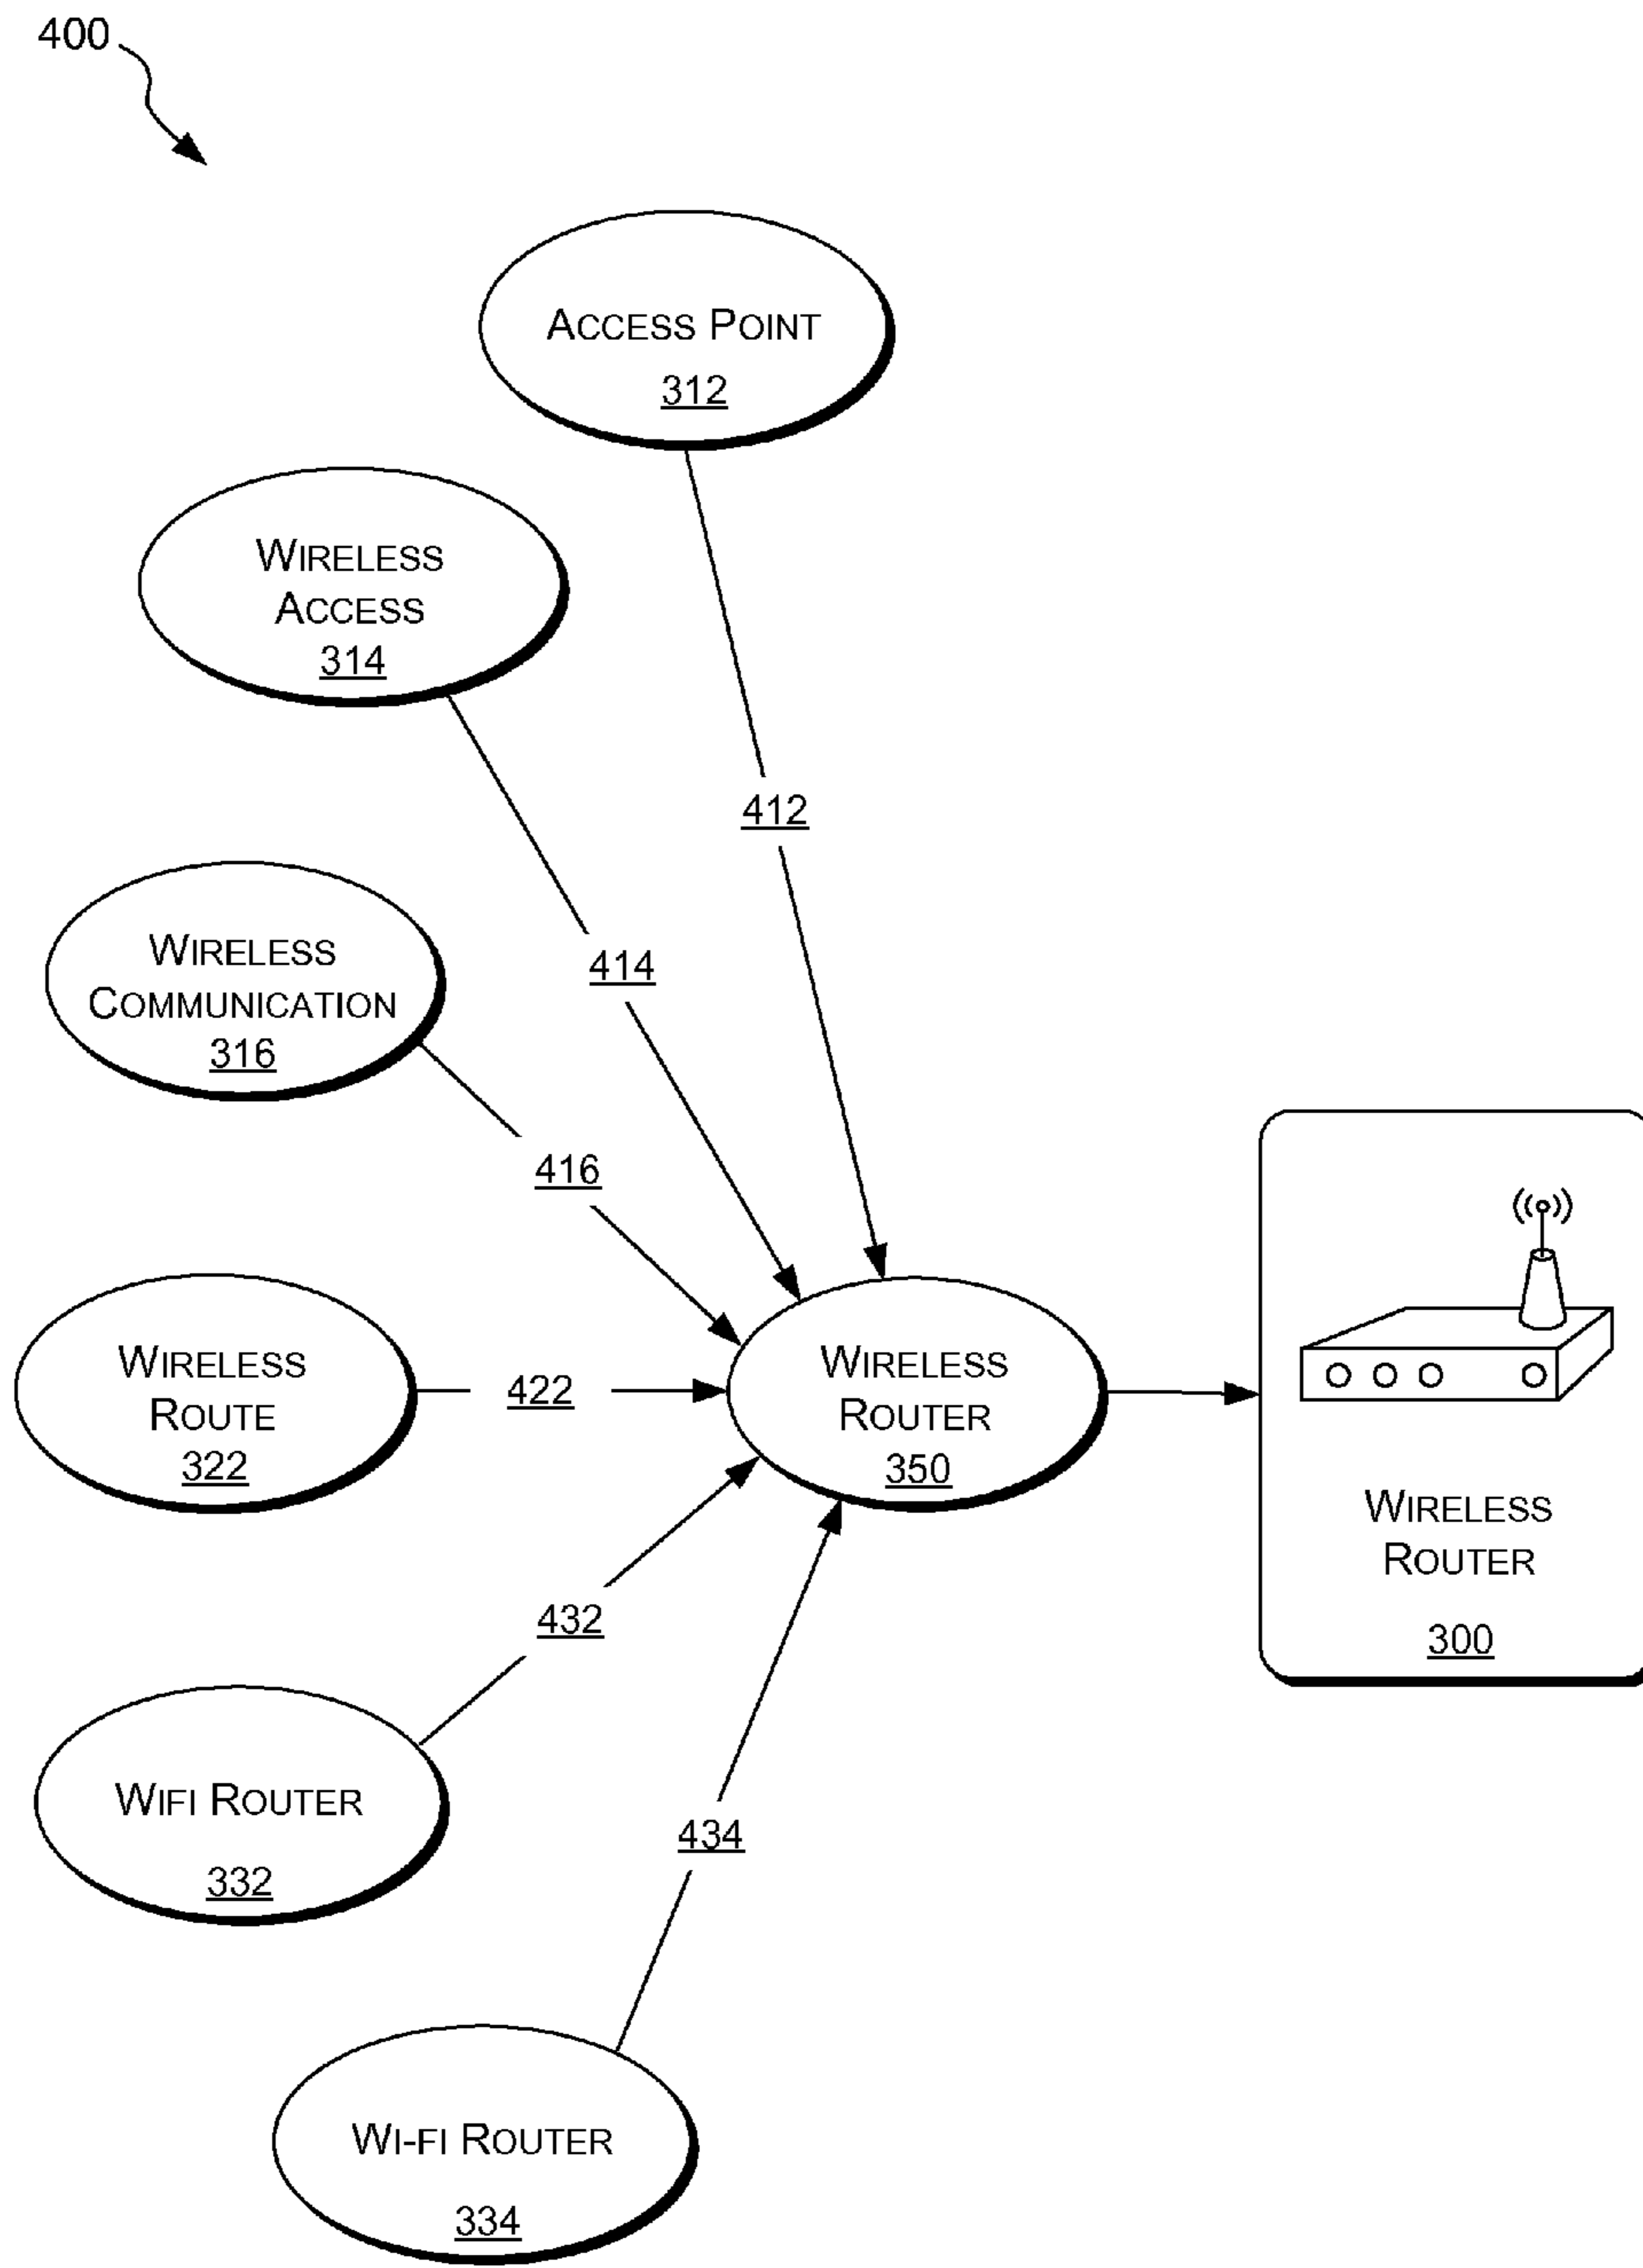 400
ACCESS POINT
312
WIRELESS
ACCESS
314
412
414
WIRELESS
COMMUNICATION
316
416
WIRELESS
ROUTE
322
422
WIRELESS
ROUTER
350
WIRELESS
ROUTER
300
432
WIFI ROUTER
332
434
WI-FI ROUTER
334